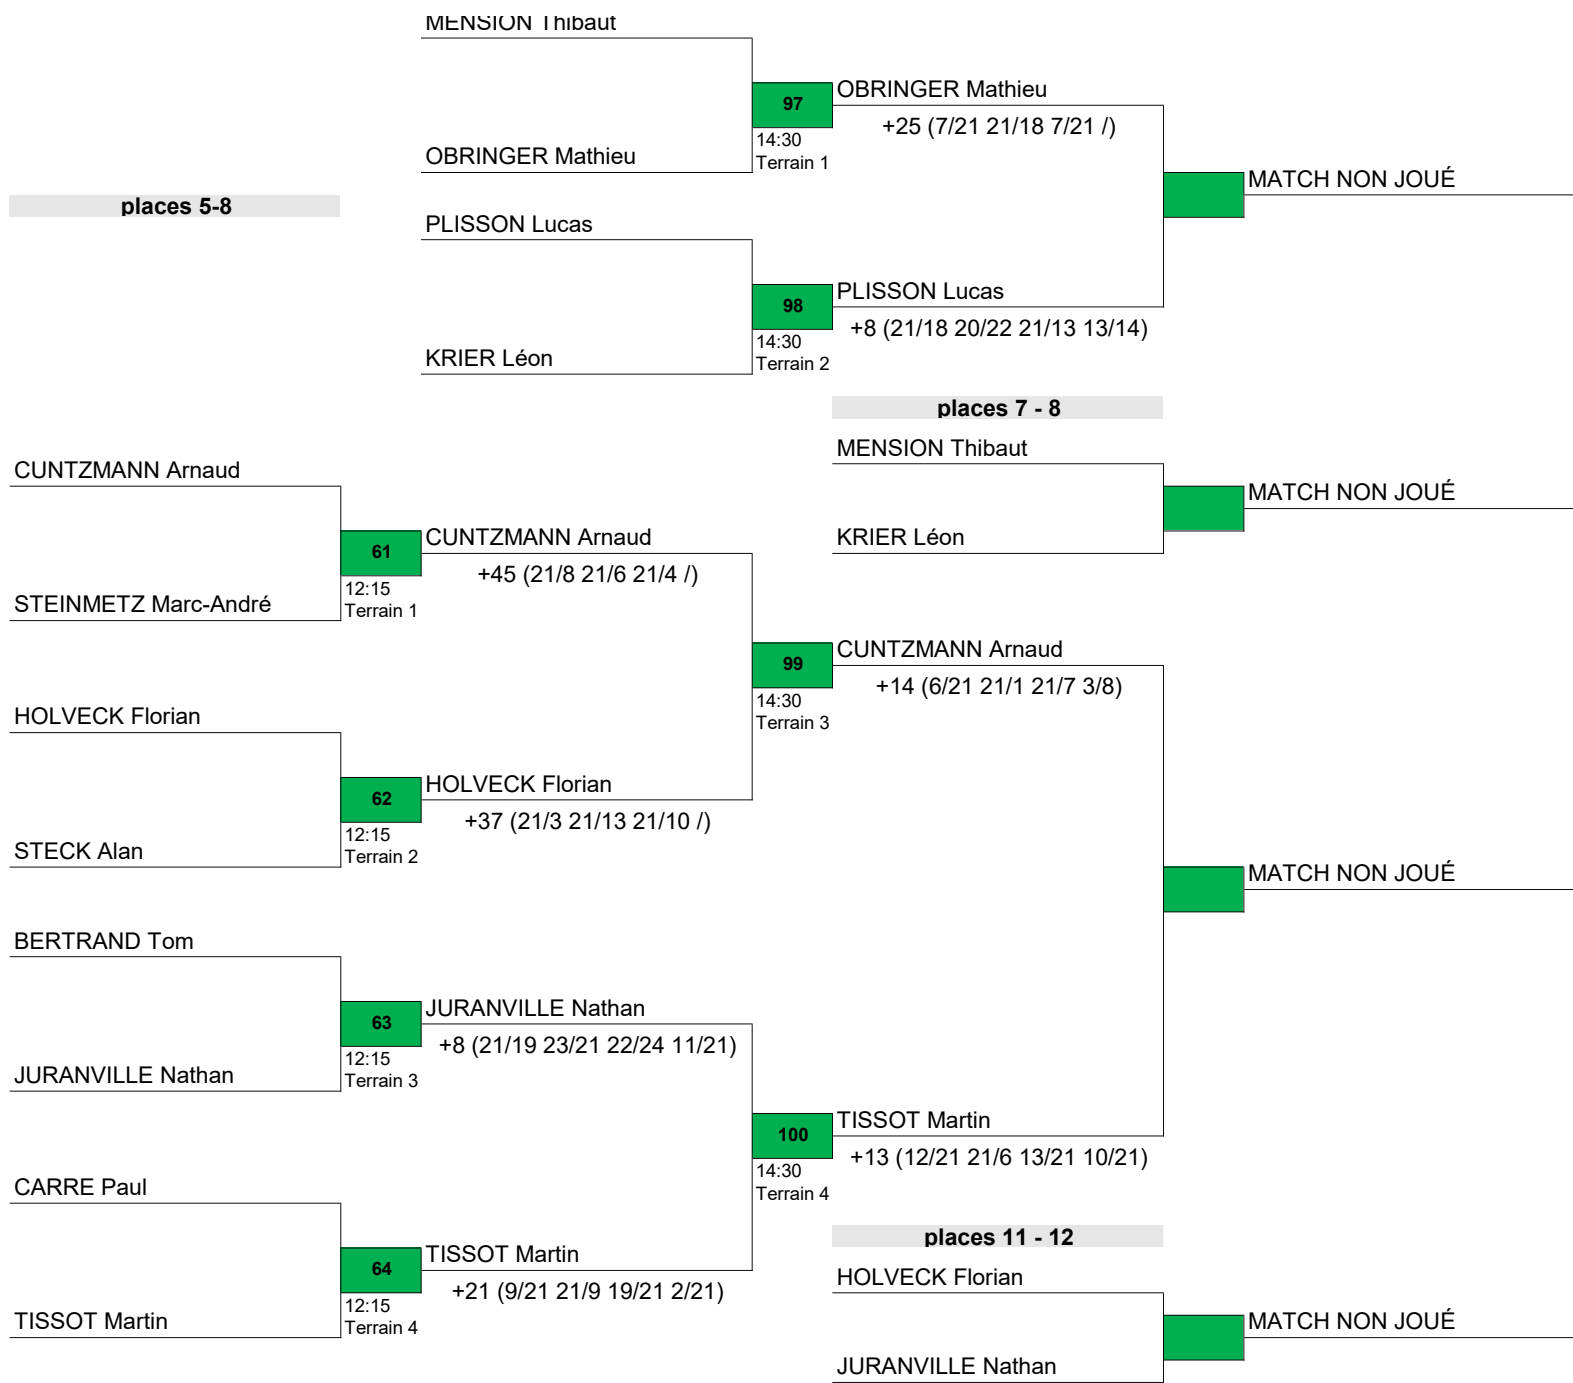 MENSION Thibaut
97
OBRINGER Mathieu
+25 (7/21 21/18 7/21 /)
14:30
Terrain 1
OBRINGER Mathieu
MATCH NON JOUÉ
places 5-8
PLISSON Lucas
98
PLISSON Lucas
+8 (21/18 20/22 21/13 13/14)
14:30
Terrain 2
KRIER Léon
places 7 - 8
MENSION Thibaut
CUNTZMANN Arnaud
MATCH NON JOUÉ
61
CUNTZMANN Arnaud
KRIER Léon
+45 (21/8 21/6 21/4 /)
12:15
Terrain 1
STEINMETZ Marc-André
99
CUNTZMANN Arnaud
+14 (6/21 21/1 21/7 3/8)
14:30
Terrain 3
HOLVECK Florian
62
HOLVECK Florian
+37 (21/3 21/13 21/10 /)
12:15
Terrain 2
STECK Alan
MATCH NON JOUÉ
BERTRAND Tom
63
JURANVILLE Nathan
+8 (21/19 23/21 22/24 11/21)
12:15
Terrain 3
JURANVILLE Nathan
100
TISSOT Martin
+13 (12/21 21/6 13/21 10/21)
14:30
Terrain 4
CARRE Paul
places 11 - 12
64
TISSOT Martin
+21 (9/21 21/9 19/21 2/21)
12:15
Terrain 4
TISSOT Martin
HOLVECK Florian
MATCH NON JOUÉ
JURANVILLE Nathan